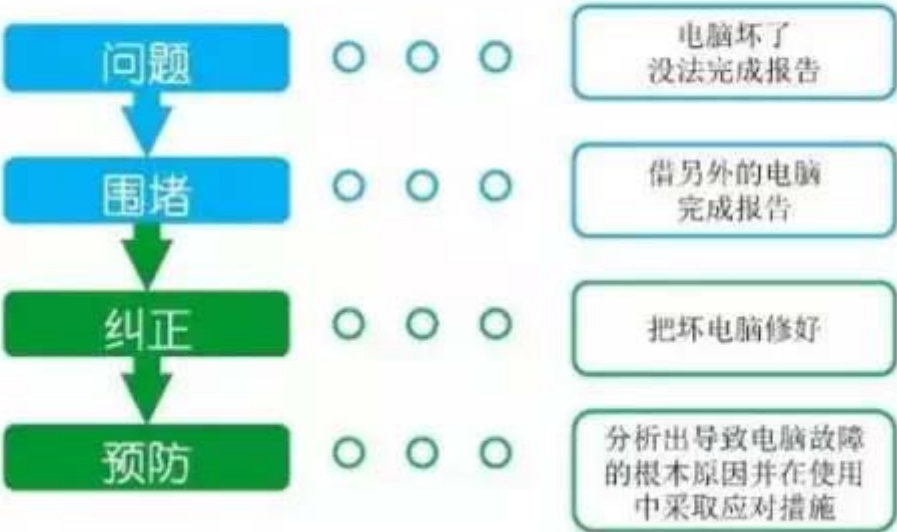 问题
电脑坏了
没法完成报告
围堵
借另外的电脑
完成报告
纠正
把坏电脑修好
预防
分析出导致电脑故障
的根本原因并在使用
中采取应对措施